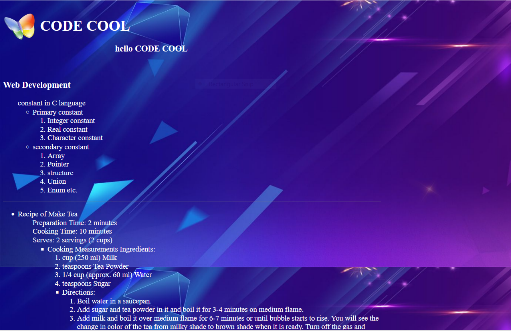 CODE COOL
hello CODE COOL
Web Development
constant in C language
Primary constant
1. Integer constant
2. Real constant
3. Character constant
secondary constant
1. Array
2. Pointer
3. structure
4. Union
5. Enum etc.
Recipe of Make Tea
Preparation Time: 2 minutes
Cooking Time: 10 minutes
Serves: 2 servings (2 cups)
Cooking Measurements Ingredients:
1. cup (250 ml) Milk
2. teaspoons Tea Powder
3. 1/4 cup (approx. 60 ml) Water
4. teaspoons Sugar
Directions:
1. Boil water in a saucepan.
2. Add sugar and tea powder in it and boil it for 3-4 minutes on medium flame.
3. Add milk and boil it over medium flame for 6-7 minutes or until bubble starts to rise. You will see the
change in color of the tea from milky shade to brown shade when it is ready. Turn off the gas and